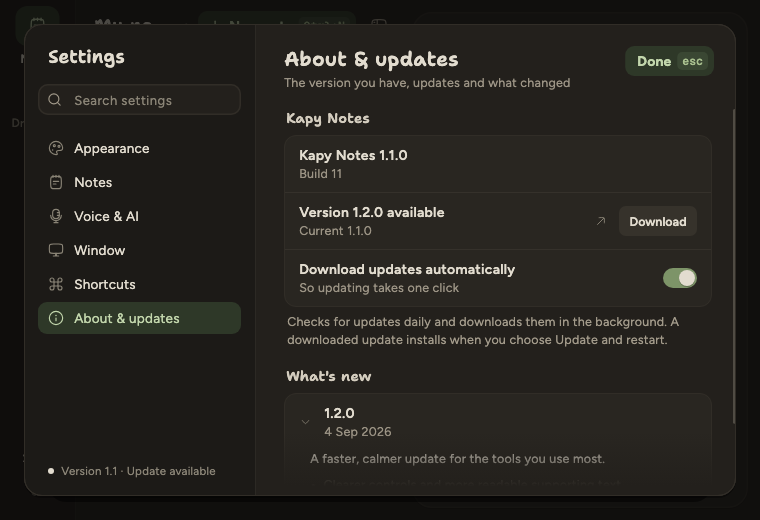 Settings
Search settings
Appearance
Notes
Voice & AI
Window
Shortcuts
About & updates
Version 1.1 · Update available
About & updates
The version you have, updates and what changed
Done esc
Kapy Notes
Kapy Notes 1.1.0
Build 11
Version 1.2.0 available
Current 1.1.0
Download
Download updates automatically
So updating takes one click
Checks for updates daily and downloads them in the background. A
downloaded update installs when you choose Update and restart.
What's new
1.2.0
4 Sep 2026
A faster, calmer update for the tools you use most.